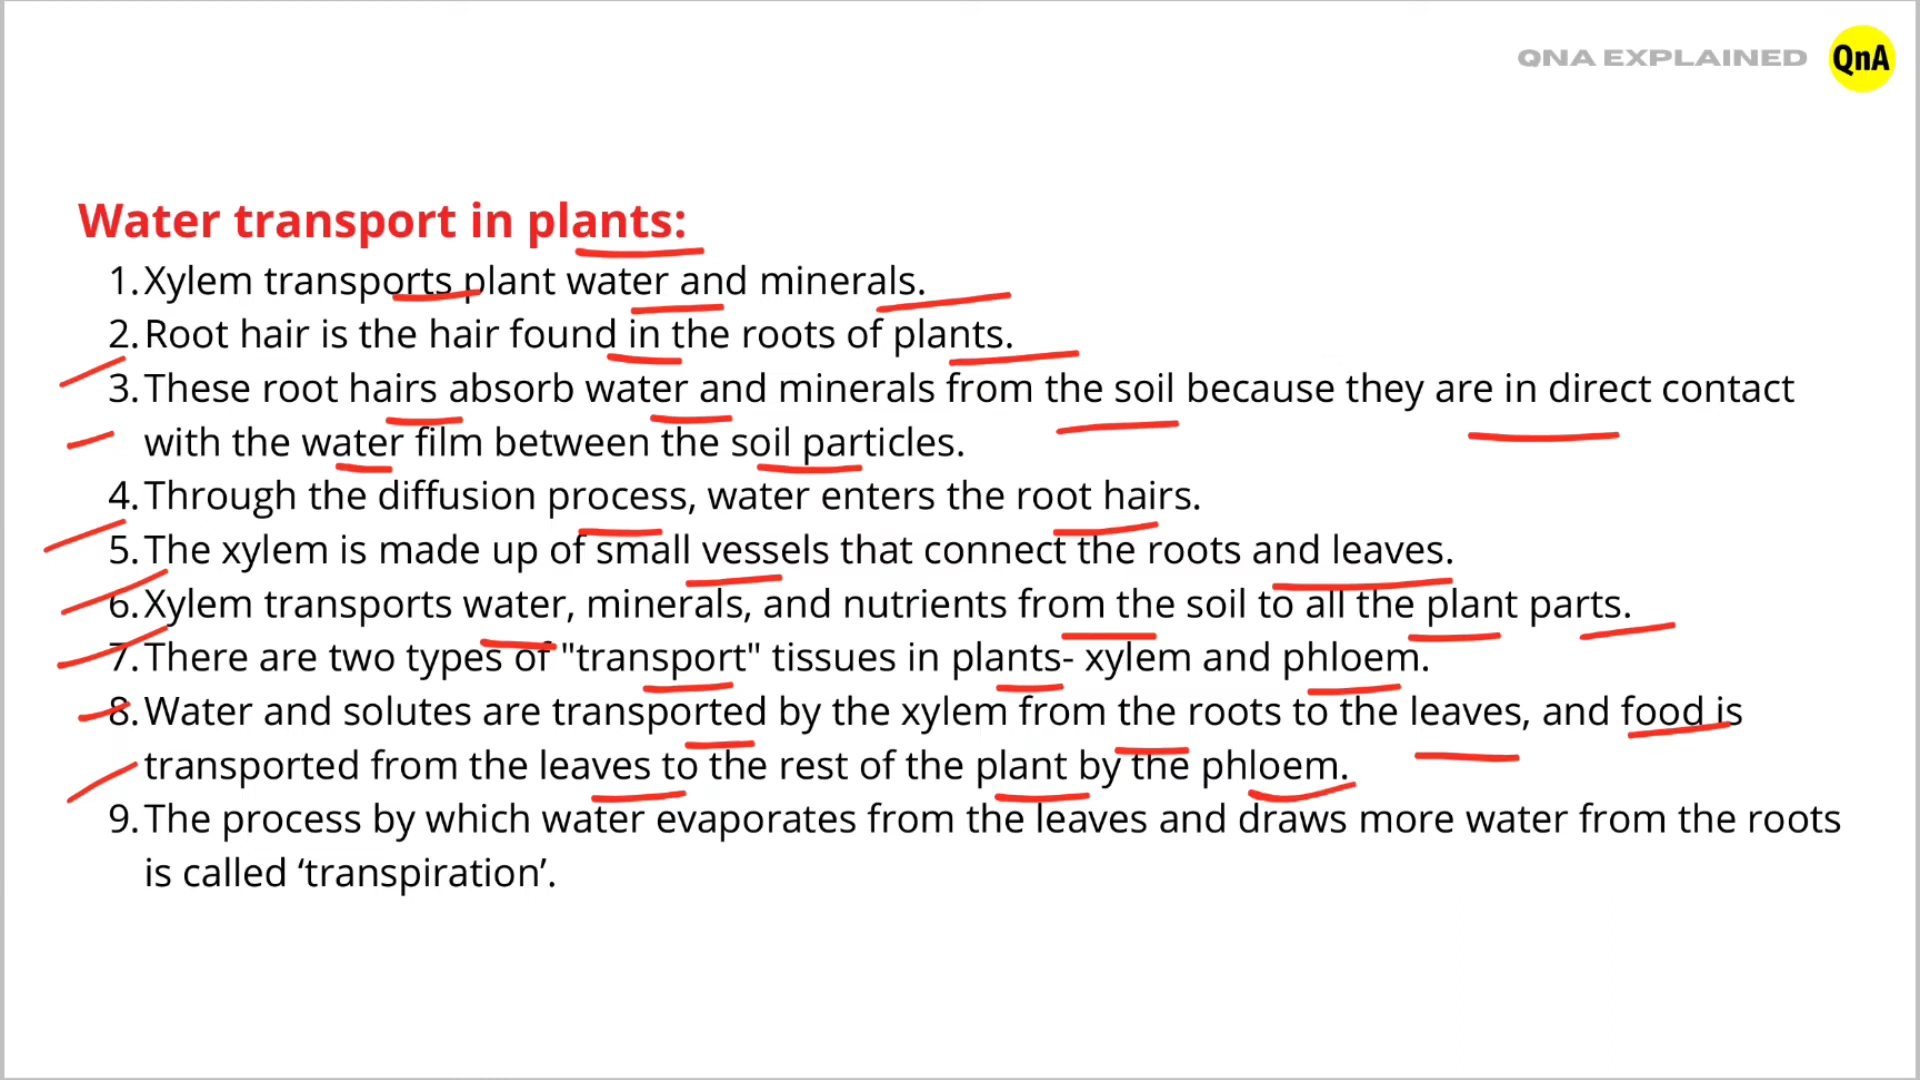 QNA EXPLAINED QnA
Water transport in plants:
1. Xylem transports plant water and minerals.
2. Root hair is the hair found in the roots of plants.
3. These root hairs absorb water and minerals from the soil because they are in direct contact
with the water film between the soil particles.
4. Through the diffusion process, water enters the root hairs.
5. The xylem is made up of small vessels that connect the roots and leaves.
6. Xylem transports water, minerals, and nutrients from the soil to all the plant parts.
7. There are two types of "transport" tissues in plants- xylem and phloem.
8. Water and solutes are transported by the xylem from the roots to the leaves, and food is
transported from the leaves to the rest of the plant by the phloem.
9. The process by which water evaporates from the leaves and draws more water from the roots
is called ‘transpiration’.